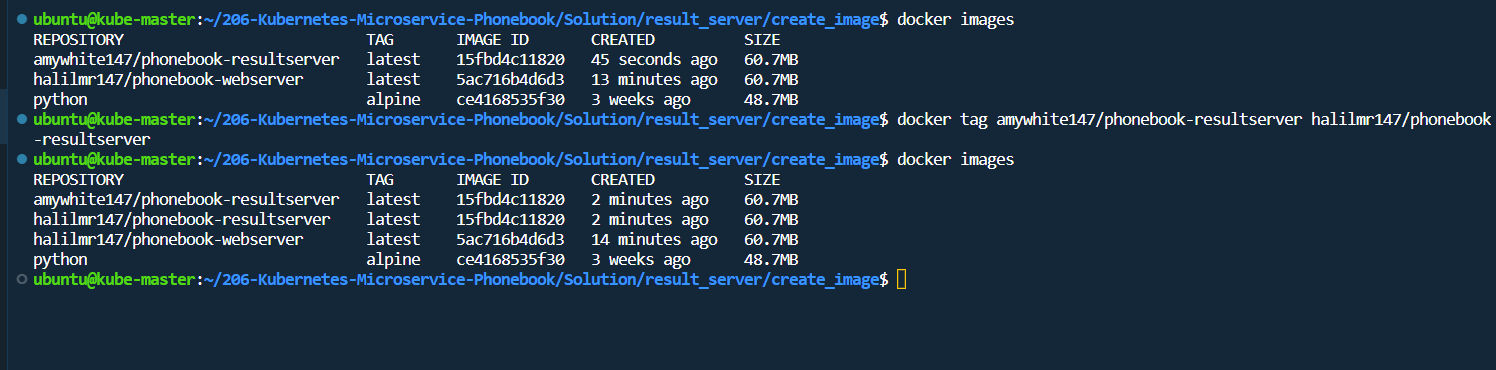 ubuntu@kube-master:~/206-Kubernetes-Microservice-Phonebook/Solution/result_server/create_image$ docker images
REPOSITORY TAG IMAGE ID CREATED SIZE
amywhite147/phonebook-resultserver latest 15fbd4c11820 45 seconds ago 60.7MB
halilmr147/phonebook-webserver latest 5ac716b4d6d3 13 minutes ago 60.7MB
python alpine ce4168535f30 3 weeks ago 48.7MB
ubuntu@kube-master:~/206-Kubernetes-Microservice-Phonebook/Solution/result_server/create_image$ docker tag amywhite147/phonebook-resultserver halilmr147/phonebook
-resultserver
ubuntu@kube-master:~/206-Kubernetes-Microservice-Phonebook/Solution/result_server/create_image$ docker images
REPOSITORY TAG IMAGE ID CREATED SIZE
amywhite147/phonebook-resultserver latest 15fbd4c11820 2 minutes ago 60.7MB
halilmr147/phonebook-resultserver latest 15fbd4c11820 2 minutes ago 60.7MB
halilmr147/phonebook-webserver latest 5ac716b4d6d3 14 minutes ago 60.7MB
python alpine ce4168535f30 3 weeks ago 48.7MB
ubuntu@kube-master:~/206-Kubernetes-Microservice-Phonebook/Solution/result_server/create_image$